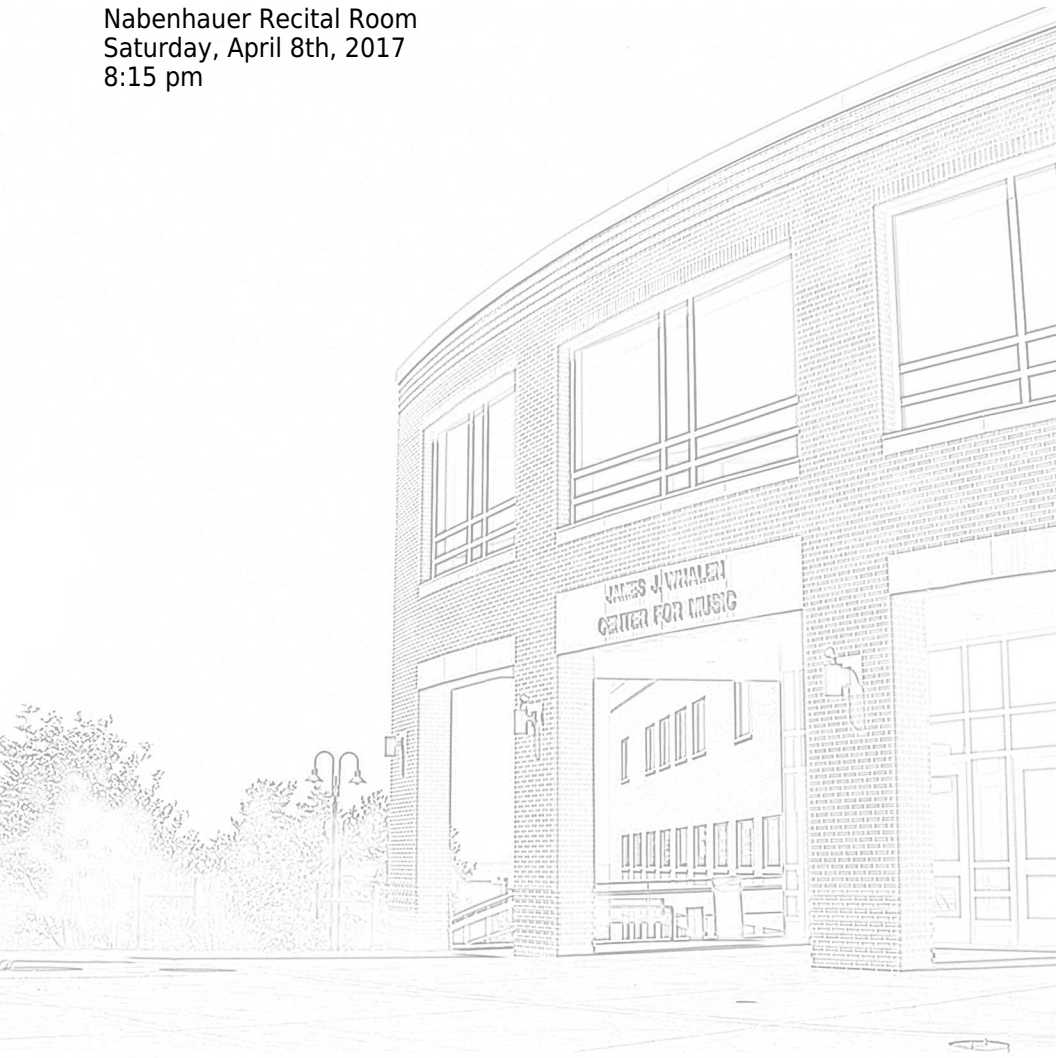 Nabenhauer Recital Room
Saturday, April 8th, 2017
8:15 pm
JAMES J. WHALEN
CENTER FOR MUSIC